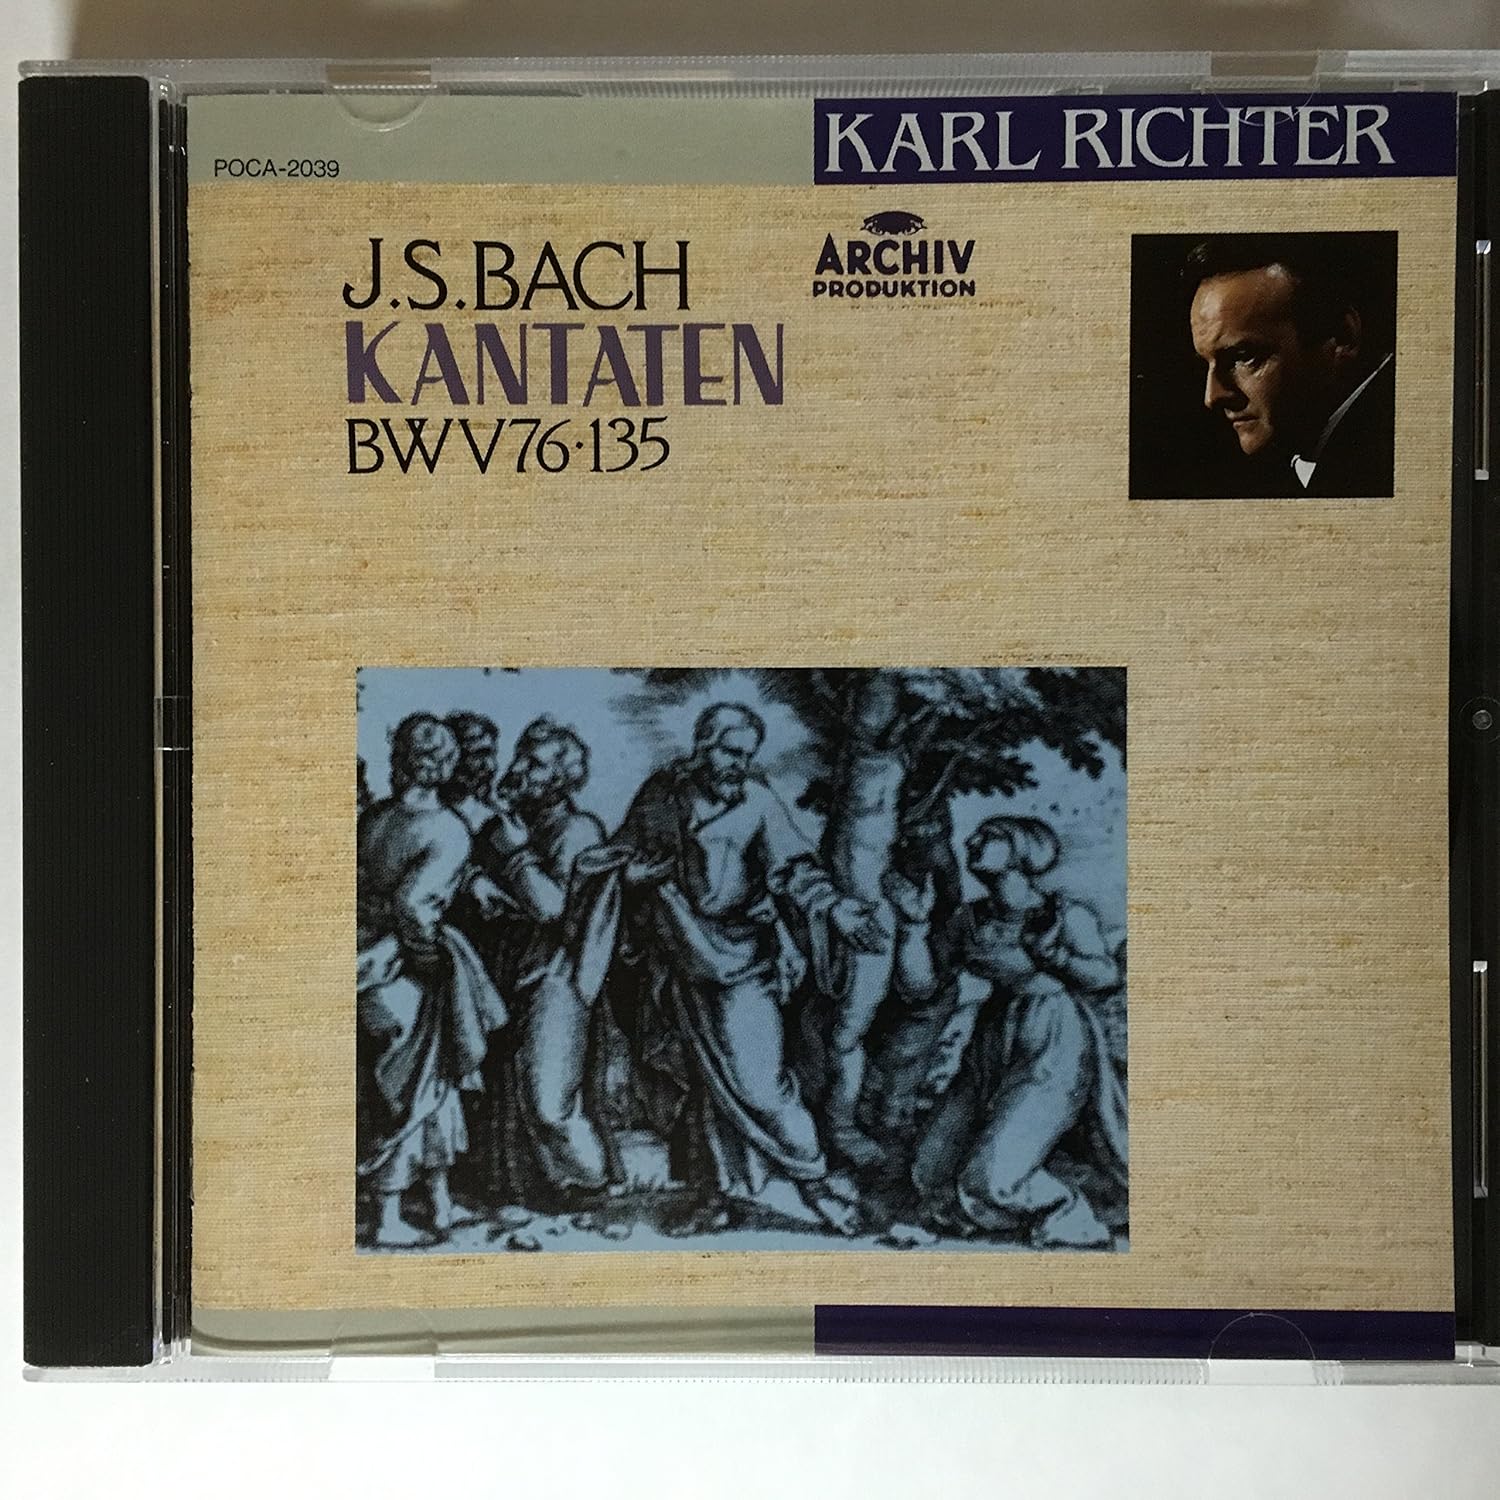 KARL RICHTER
POCA-2039
ARCHIV
PRODUKTION
J.S.BACH
KANTATEN
BWV76·135